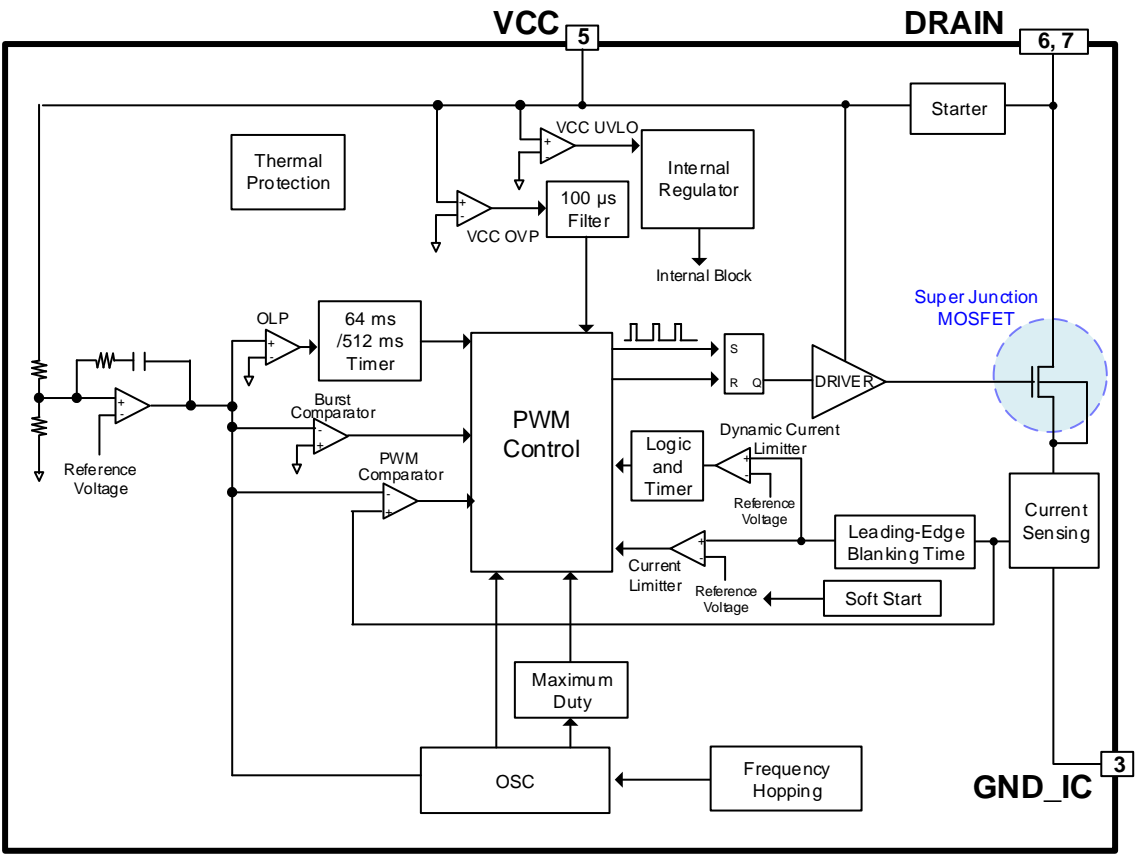 VCC
DRAIN
5
6, 7
Starter
VCC UVLO
+
-
Thermal
Protection
Internal
Regulator
100 µs
Filter
+
-
VCC OVP
Internal Block
Super Junction
MOSFET
OLP
64 ms
/512 ms
Timer
+
-
S
R Q
DRIVER
+
-
Burst
Comparator
-
+
PWM
Control
Reference
Voltage
PWM
Comparator
-
+
Logic
and
Timer
Dynamic Current
Limitter
+
-
Reference
Voltage
Leading-Edge
Blanking Time
Current
Sensing
+
-
Current
Limitter
Reference
Voltage
Soft Start
Maximum
Duty
OSC
Frequency
Hopping
3
GND_IC